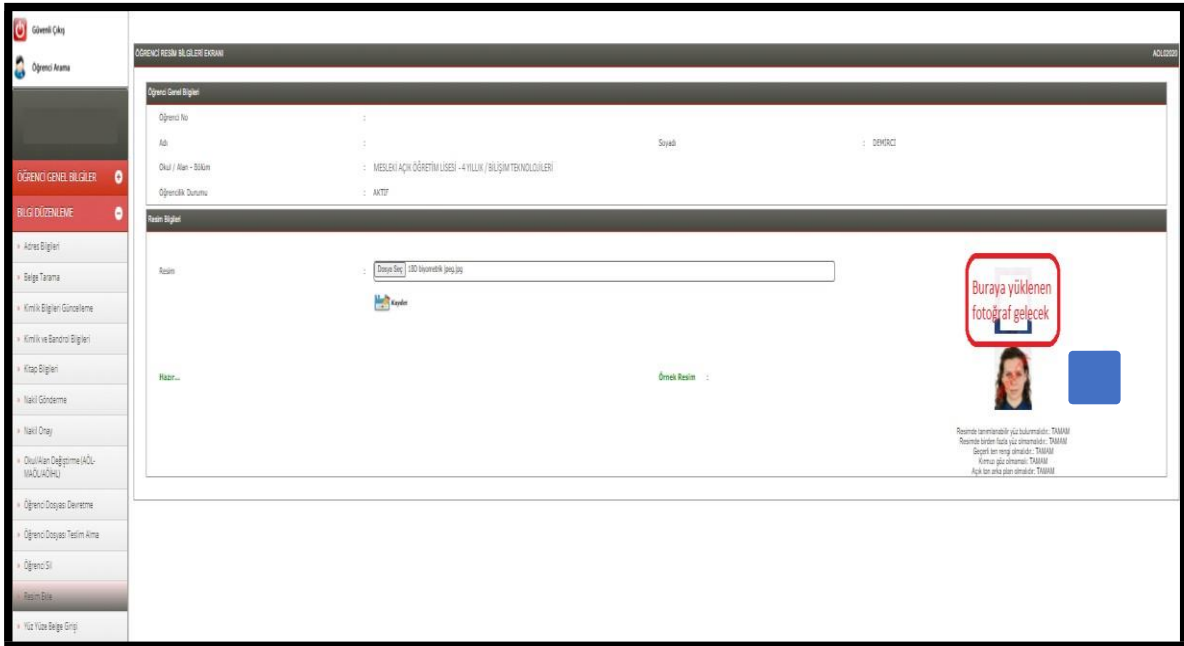 Güvenli Çıkış
Öğrenci Arama
ÖĞRENCİ GENEL BİLGİLER
BİLGİ DÜZENLEME
Adres Bilgileri
Belge Tarama
Kimlik Bilgileri Güncelleme
Kimlik ve Bandrol Bilgileri
Kitap Bilgileri
Nakil Gönderme
Nakil Onay
Okul/Alan Değiştirme (AÖL-
MAÖL/AÖİHL)
Öğrenci Dosyası Devretme
Öğrenci Dosyası Teslim Alma
Öğrenci Sil
Resim Ekle
Yüz Yüze Belge Girişi
ÖĞRENCİ RESİM BİLGİLERİ EKRANI
AOL02020
Öğrenci Genel Bilgileri
Öğrenci No :
Adı : Soyadı : DEMİRCİ
Okul / Alan - Bölüm : MESLEKİ AÇIK ÖĞRETİM LİSESİ - 4 YILLIK / BİLİŞİM TEKNOLOJİLERİ
Öğrencilik Durumu : AKTİF
Resim Bilgileri
Resim : Dosya Seç 180 biyometrik jpeg.jpg
Kaydet
Buraya yüklenen
fotoğraf gelecek
Hazır... Örnek Resim :
Resimde tanımlanabilir yüz bulunmalıdır.: TAMAM
Resimde birden fazla yüz olmamalıdır.: TAMAM
Geçerli ten rengi olmalıdır.: TAMAM
Kırmızı göz olmamalı: TAMAM
Açık ton arka plan olmalıdır: TAMAM